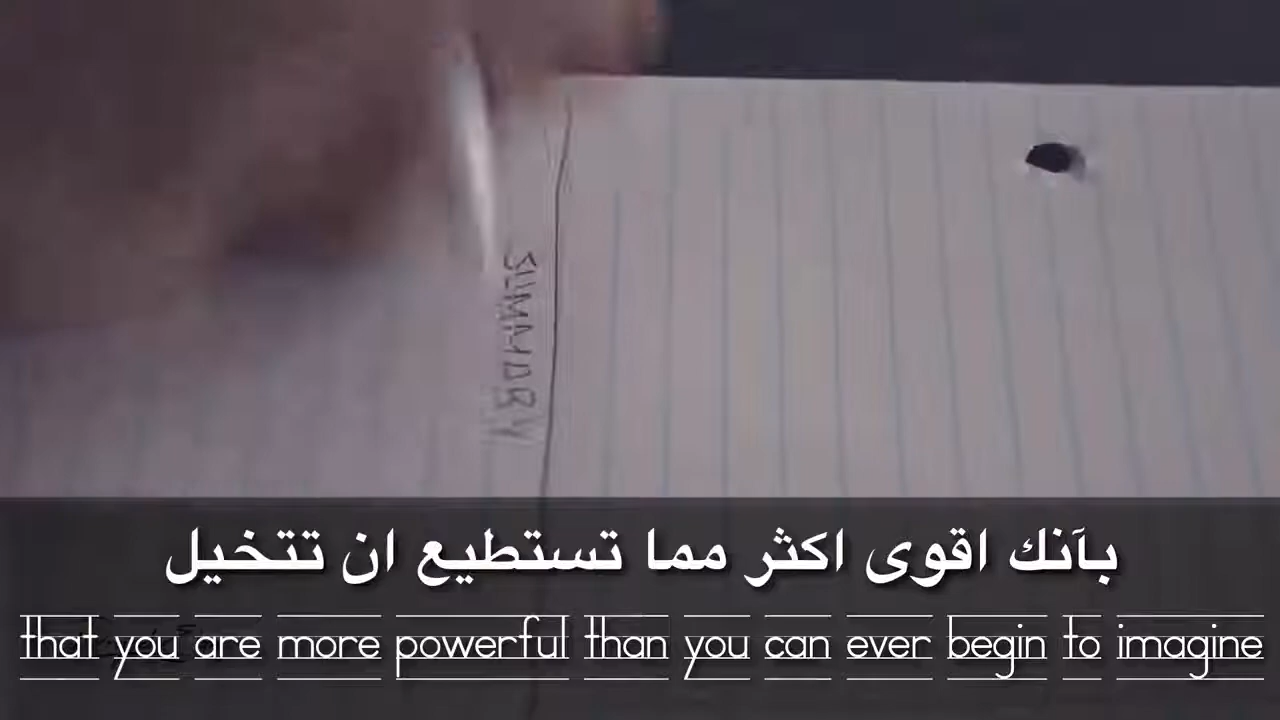 SUMMARY
بآنك اقوى اكثر مما تستطيع ان تتخيل
that you are more powerful than you can ever begin to imagine